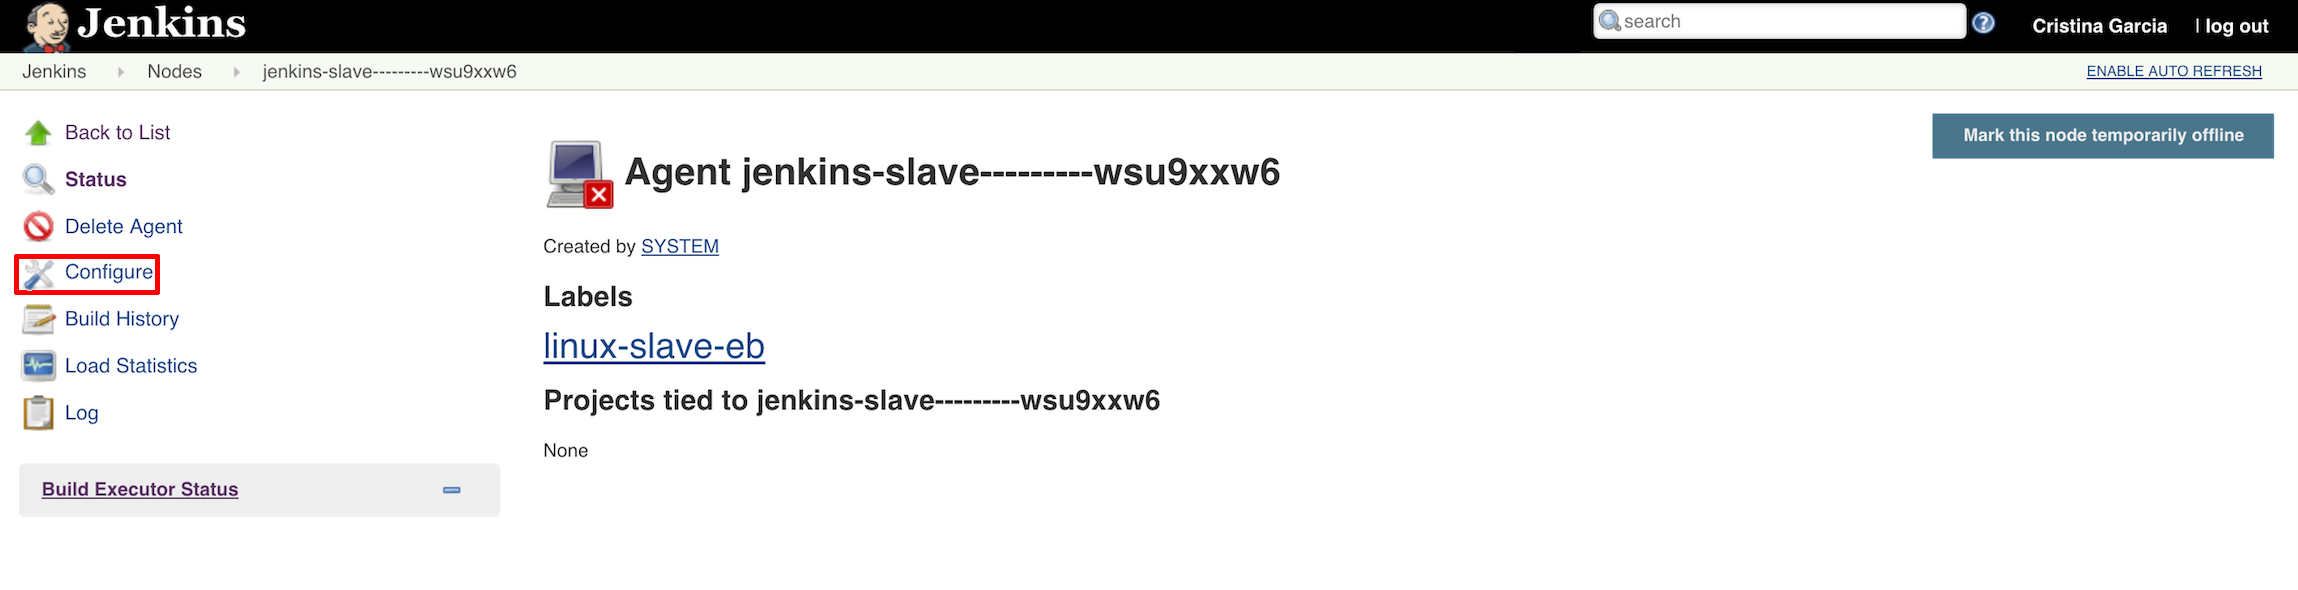 Jenkins
search
Cristina Garcia | log out
Jenkins Nodes jenkins-slave---------wsu9xxw6
ENABLE AUTO REFRESH
Back to List
Status
Delete Agent
Configure
Build History
Load Statistics
Log
Build Executor Status
Mark this node temporarily offline
Agent jenkins-slave---------wsu9xxw6
Created by SYSTEM
Labels
linux-slave-eb
Projects tied to jenkins-slave---------wsu9xxw6
None